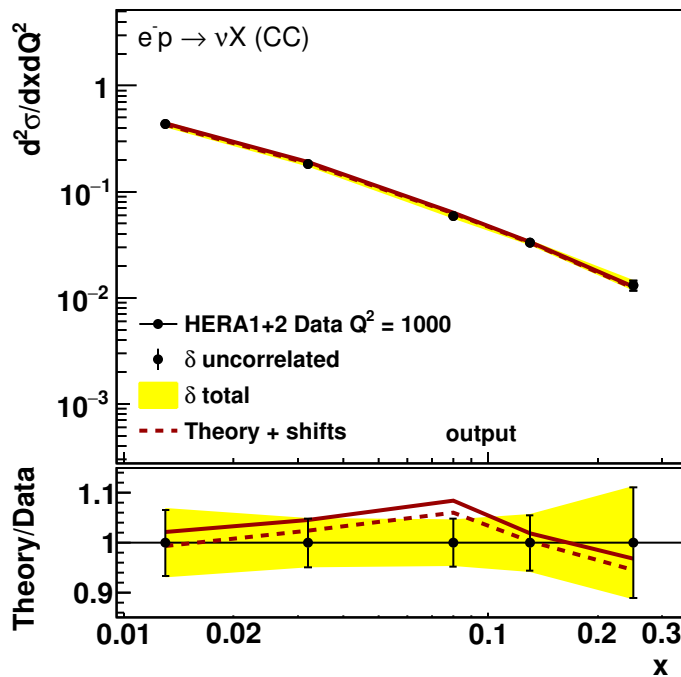 e⁻p → νX (CC)
d²σ/dxdQ²
1
10⁻¹
10⁻²
10⁻³
HERA1+2 Data Q² = 1000
δ uncorrelated
δ total
Theory + shifts
output
Theory/Data
1.1
1
0.9
0.01 0.02 0.1 0.2 0.3
x